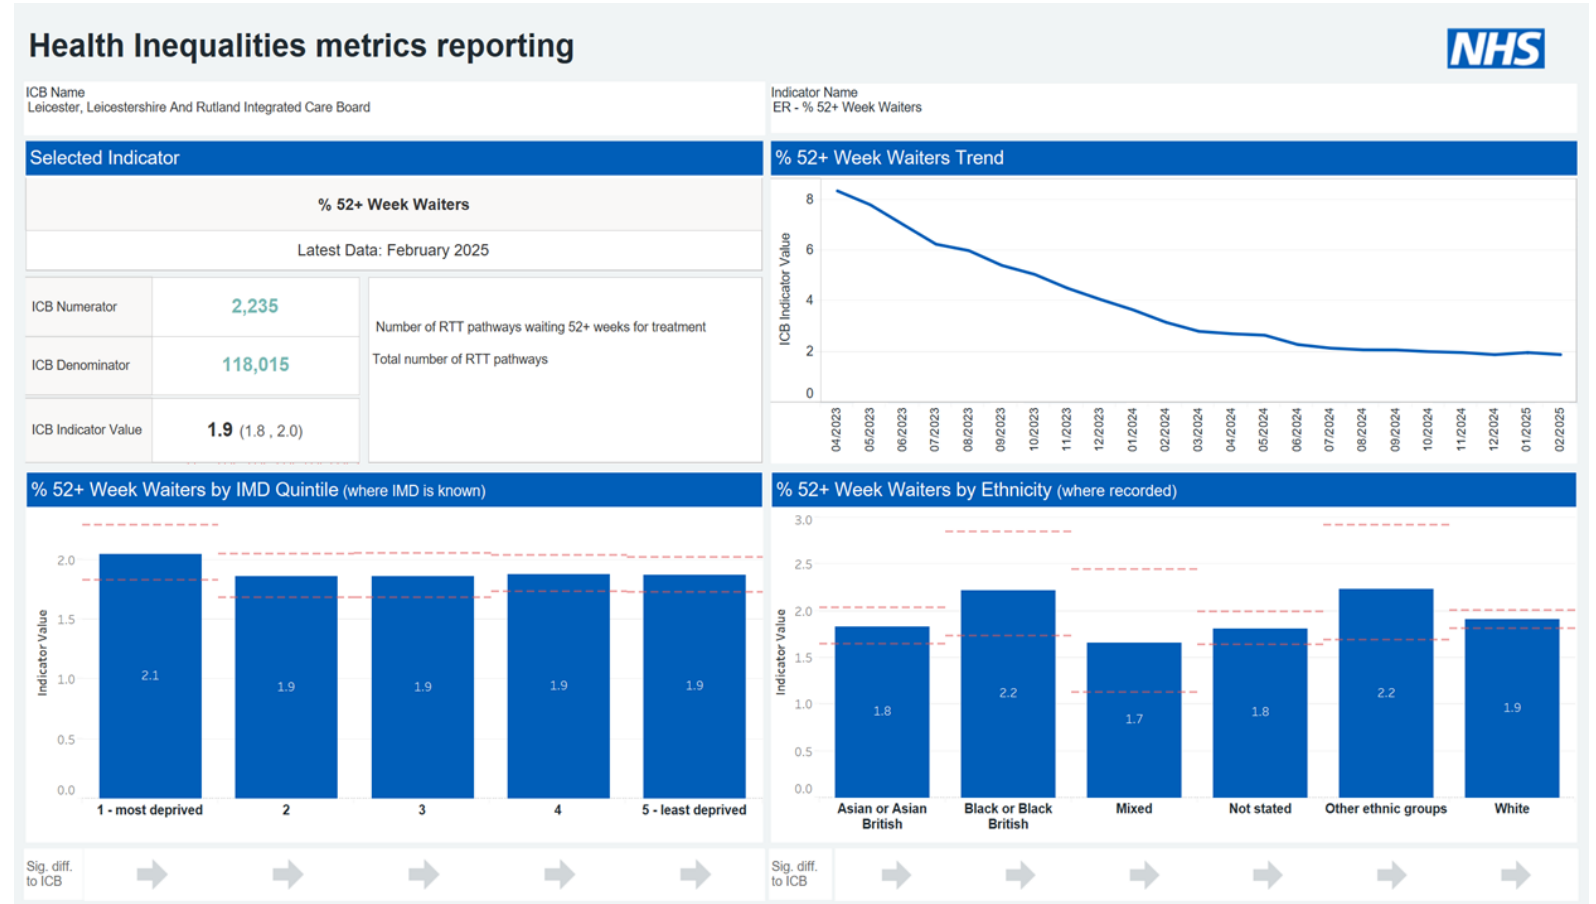 Health Inequalities metrics reporting
NHS
ICB Name
Leicester, Leicestershire And Rutland Integrated Care Board
Indicator Name
ER - % 52+ Week Waiters
Selected Indicator
% 52+ Week Waiters
Latest Data: February 2025
ICB Numerator
2,235
ICB Denominator
118,015
ICB Indicator Value
1.9 (1.8 , 2.0)
Number of RTT pathways waiting 52+ weeks for treatment
Total number of RTT pathways
% 52+ Week Waiters Trend
ICB Indicator Value
8
6
4
2
0
04/2023
05/2023
06/2023
07/2023
08/2023
09/2023
10/2023
11/2023
12/2023
01/2024
02/2024
03/2024
04/2024
05/2024
06/2024
07/2024
08/2024
09/2024
10/2024
11/2024
12/2024
01/2025
02/2025
% 52+ Week Waiters by IMD Quintile (where IMD is known)
Indicator Value
2.0
1.5
1.0
0.5
0.0
2.1
1.9
1.9
1.9
1.9
1 - most deprived
2
3
4
5 - least deprived
Sig. diff.
to ICB
% 52+ Week Waiters by Ethnicity (where recorded)
Indicator Value
3.0
2.5
2.0
1.5
1.0
0.5
0.0
1.8
2.2
1.7
1.8
2.2
1.9
Asian or Asian
British
Black or Black
British
Mixed
Not stated
Other ethnic groups
White
Sig. diff.
to ICB